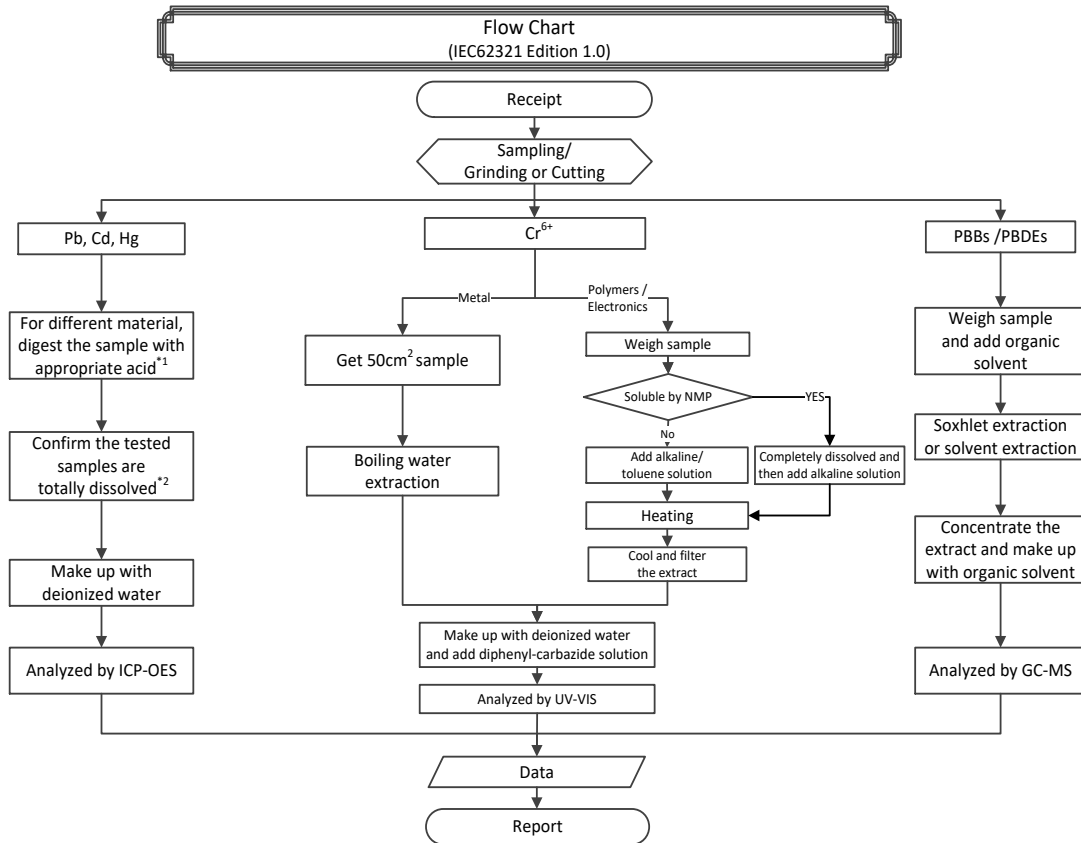 Flow Chart
(IEC62321 Edition 1.0)
Receipt
Sampling/
Grinding or Cutting
Pb, Cd, Hg
For different material,
digest the sample with
appropriate acid*1
Confirm the tested
samples are
totally dissolved*2
Make up with
deionized water
Analyzed by ICP-OES
Cr6+
Metal
Get 50cm2 sample
Boiling water
extraction
Polymers /
Electronics
Weigh sample
Soluble by NMP
YES
No
Add alkaline/
toluene solution
Completely dissolved and
then add alkaline solution
Heating
Cool and filter
the extract
Make up with deionized water
and add diphenyl-carbazide solution
Analyzed by UV-VIS
PBBs /PBDEs
Weigh sample
and add organic
solvent
Soxhlet extraction
or solvent extraction
Concentrate the
extract and make up
with organic solvent
Analyzed by GC-MS
Data
Report